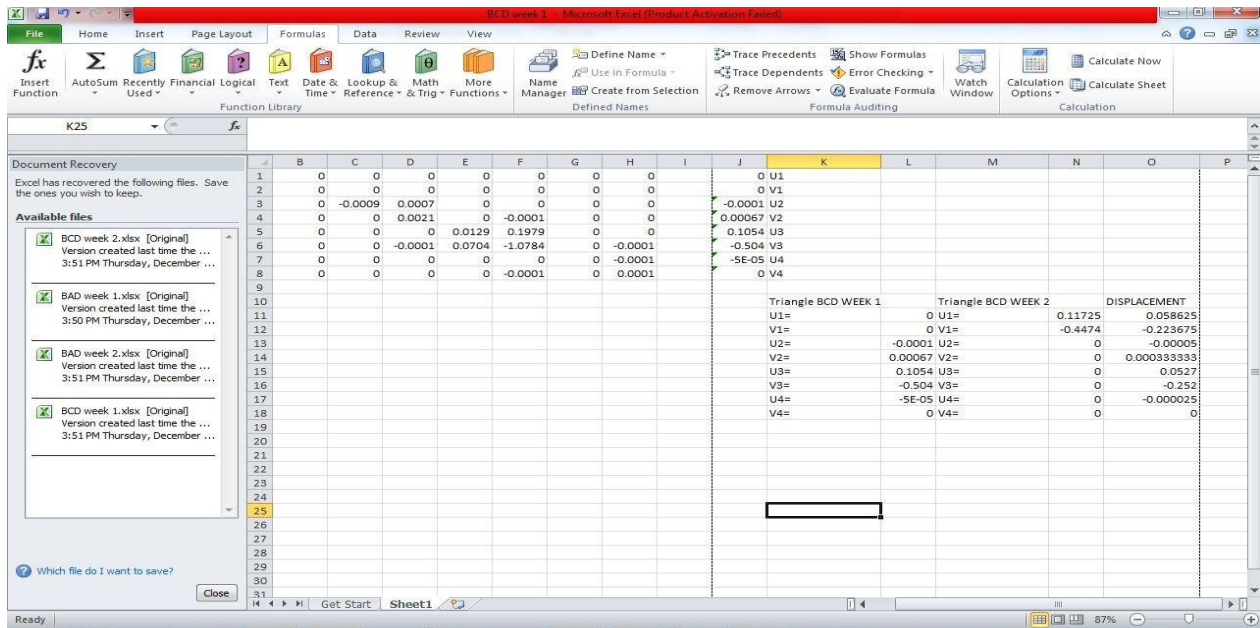 BCD week 1 - Microsoft Excel (Product Activation Failed)
File Home Insert Page Layout Formulas Data Review View
fx Insert Function
Σ AutoSum
Recently Used
Financial
Logical
Text
Date & Time
Lookup & Reference
Math & Trig
More Functions
Function Library
Name Manager
Define Name
Use in Formula
Create from Selection
Defined Names
Trace Precedents
Trace Dependents
Remove Arrows
Show Formulas
Error Checking
Evaluate Formula
Formula Auditing
Watch Window
Calculation Options
Calculate Now
Calculate Sheet
Calculation
K25 fx
Document Recovery
Excel has recovered the following files. Save
the ones you wish to keep.
Available files
BCD week 2.xlsx [Original]
Version created last time the ...
3:51 PM Thursday, December ...
BAD week 1.xlsx [Original]
Version created last time the ...
3:50 PM Thursday, December ...
BAD week 2.xlsx [Original]
Version created last time the ...
3:51 PM Thursday, December ...
BCD week 1.xlsx [Original]
Version created last time the ...
3:51 PM Thursday, December ...
Which file do I want to save?
Close
B C D E F G H I J K L M N O P
1 0 0 0 0 0 0 0 0 U1
2 0 0 0 0 0 0 0 0 V1
3 0 -0.0009 0.0007 0 0 0 0 -0.0001 U2
4 0 0 0.0021 0 -0.0001 0 0 0.00067 V2
5 0 0 0 0.0129 0.1979 0 0 0.1054 U3
6 0 0 -0.0001 0.0704 -1.0784 0 -0.0001 -0.504 V3
7 0 0 0 0 0 0 -0.0001 -5E-05 U4
8 0 0 0 0 -0.0001 0 0.0001 0 V4
9
10 Triangle BCD WEEK 1 Triangle BCD WEEK 2 DISPLACEMENT
11 U1= 0 U1= 0.11725 0.058625
12 V1= 0 V1= -0.4474 -0.223675
13 U2= -0.0001 U2= 0 -0.00005
14 V2= 0.00067 V2= 0 0.000333333
15 U3= 0.1054 U3= 0 0.0527
16 V3= -0.504 V3= 0 -0.252
17 U4= -5E-05 U4= 0 -0.000025
18 V4= 0 V4= 0 0
19
20
21
22
23
24
25
26
27
28
29
30
31
Get Start Sheet1
Ready 87%